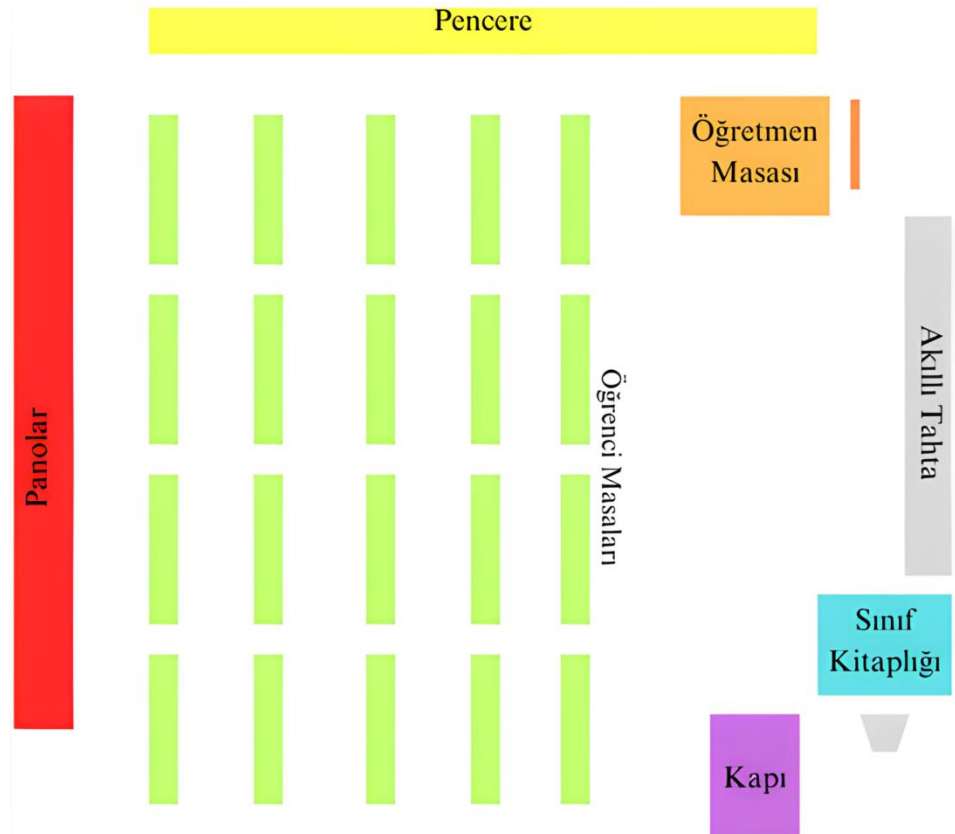 Pencere
Öğretmen
Masası
Panolar
Öğrenci Masaları
Akıllı Tahta
Sınıf
Kitaplığı
Kapı